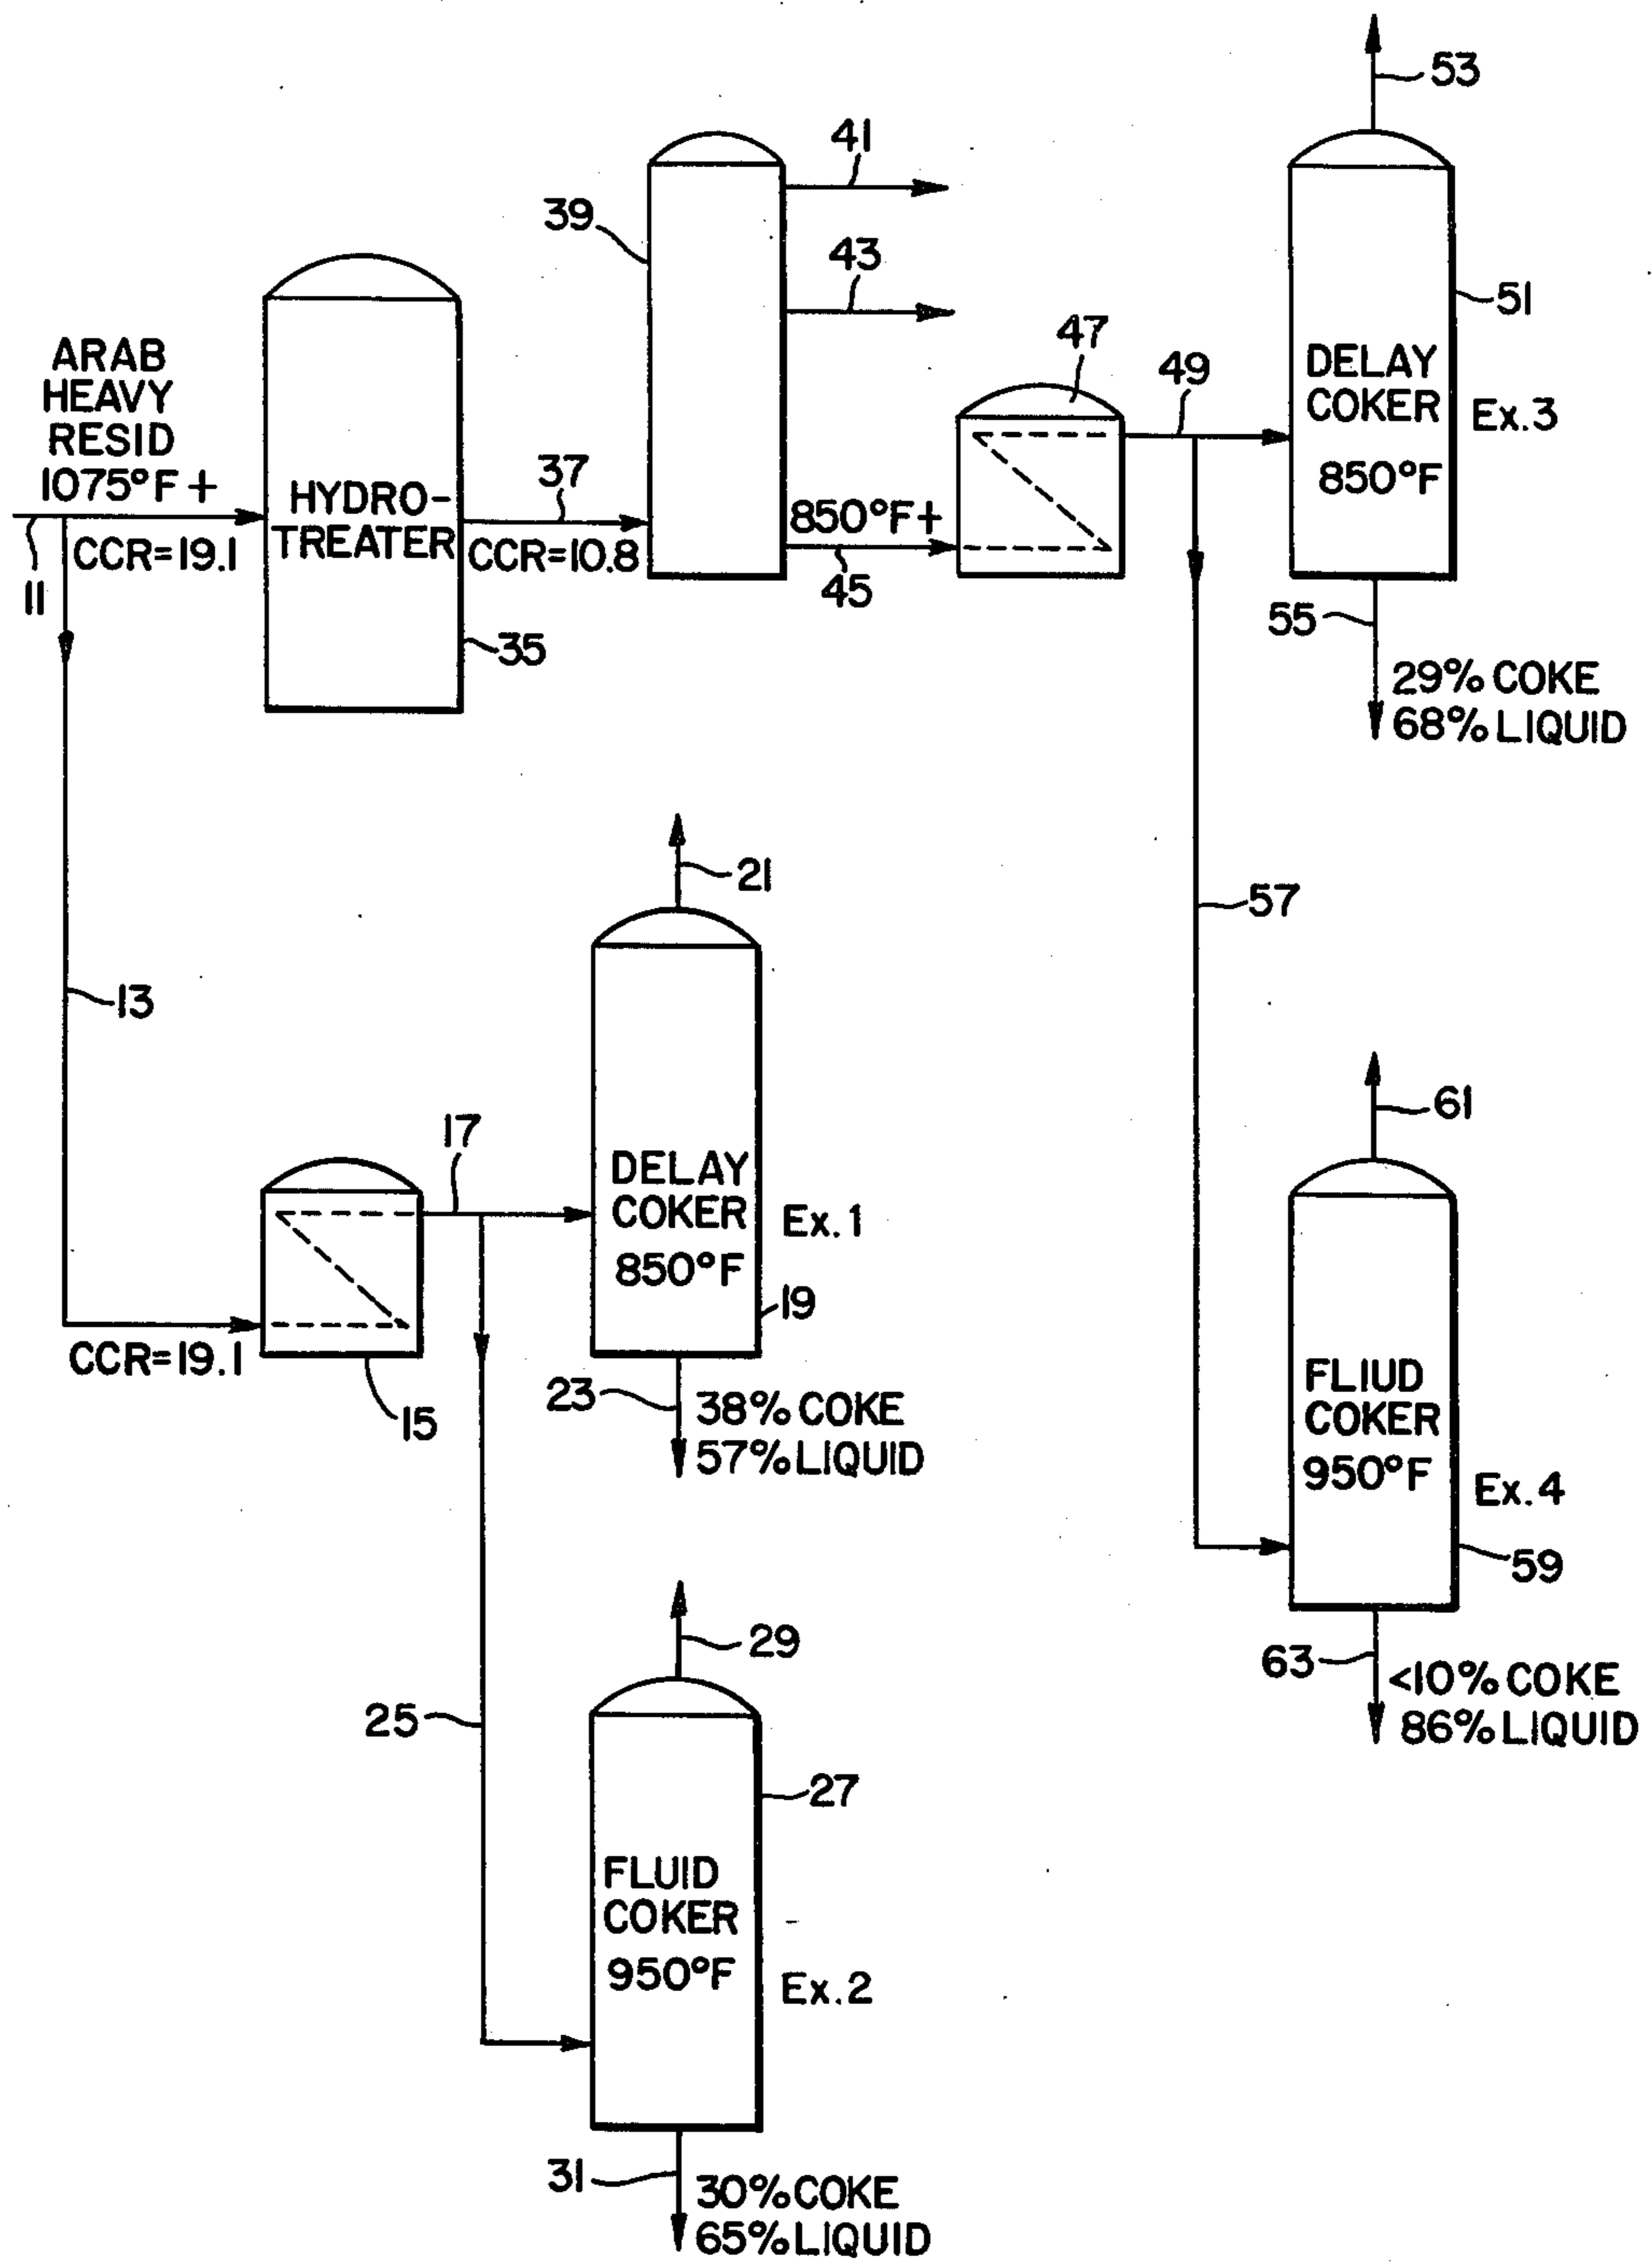 53
41
39
43
51
47
49
DELAY
COKER
Ex.3
850°F
ARAB
HEAVY
RESID
1075°F+
HYDRO-
TREATER
37
850°F+
CCR=19.1
CCR=10.8
11
45
55
35
29% COKE
68% LIQUID
21
57
13
61
17
DELAY
COKER
Ex.1
850°F
19
CCR=19.1
15
23
38% COKE
57% LIQUID
FLIUD
COKER
950°F
Ex.4
59
29
63
<10% COKE
86% LIQUID
25
27
FLUID
COKER
950°F
Ex.2
31
30% COKE
65% LIQUID